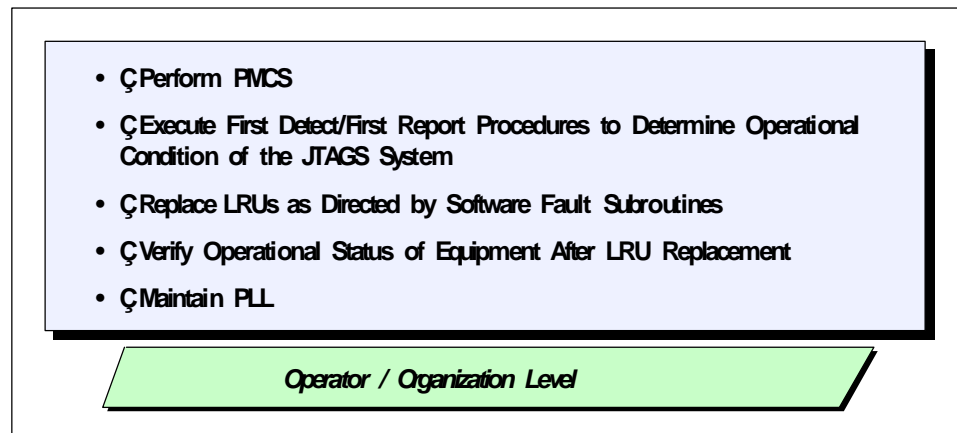 • Ç Perform PMCS
• Ç Execute First Detect/First Report Procedures to Determine Operational
Condition of the JTAGS System
• Ç Replace LRUs as Directed by Software Fault Subroutines
• Ç Verify Operational Status of Equipment After LRU Replacement
• Ç Maintain PLL
Operator / Organization Level